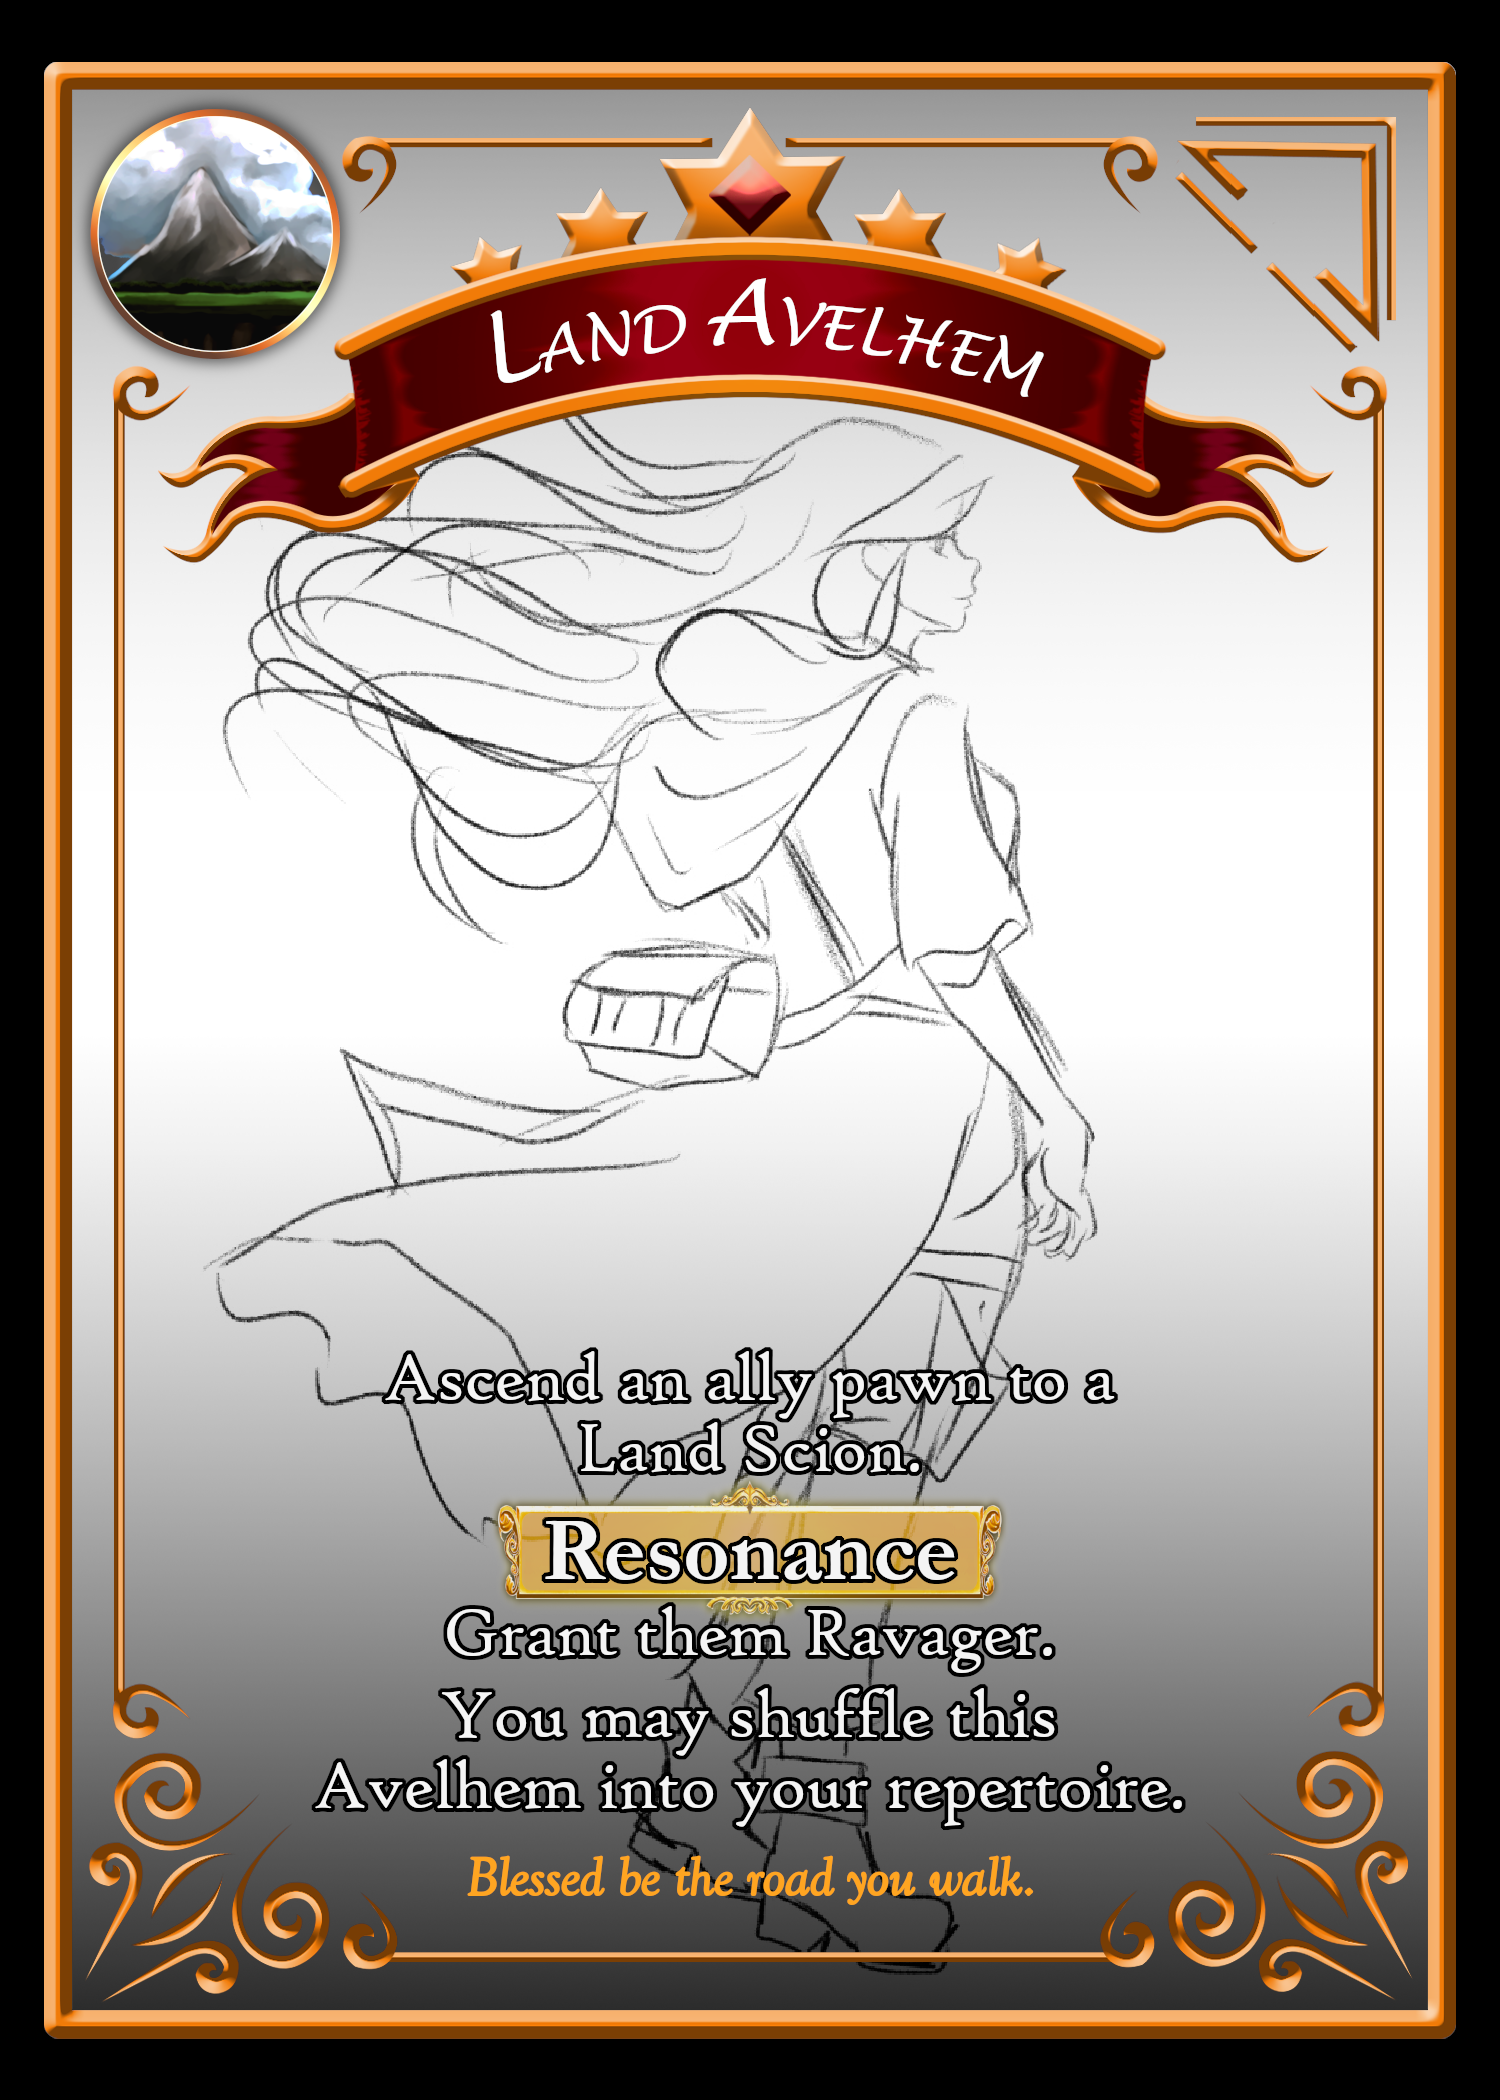 Land Avelhem
Ascend an ally pawn to a
Land Scion.
Resonance
Grant them Ravager.
You may shuffle this
Avelhem into your repertoire.
Blessed be the road you walk.